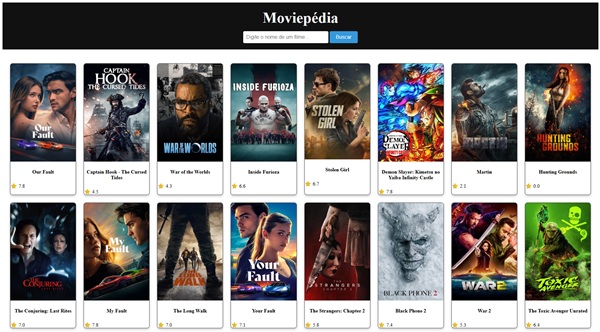 Moviepédia
Digite o nome de um filme...
Buscar
Our
Fault
CAPTAIN
HOOK
THE CURSED
TIDES
WAR OF THE WORLDS
INSIDE FURIOZA
STOLEN
GIRL
DEMON
SLAYER
MARTIN
HUNTING
GROUNDS
Our Fault
Captain Hook - The Cursed
Tides
War of the Worlds
Inside Furioza
Stolen Girl
Demon Slayer: Kimetsu no
Yaiba Infinity Castle
Martin
Hunting Grounds
7.8
4.5
4.3
6.6
6.7
7.8
2.5
0.0
THE CONJURING
My
Fault
THE LONG
WALK
Your
Fault
THE
STRANGERS
CHAPTER 2
BLACK PHONE 2
WAR2
TOXIC
AVENGER
The Conjuring: Last Rites
My Fault
The Long Walk
Your Fault
The Strangers: Chapter 2
Black Phone 2
War 2
The Toxic Avenger Unrated
7.0
7.8
7.0
7.1
5.8
7.4
5.3
6.4